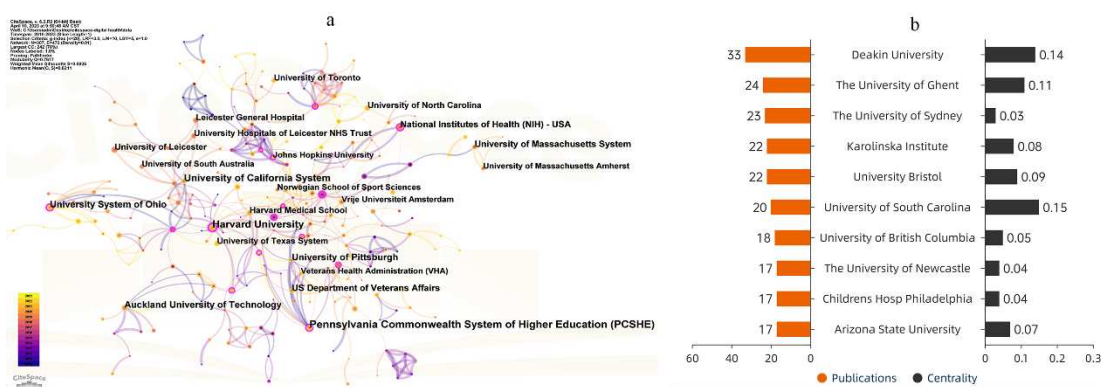 a
CiteSpace, v. 6.2.R2 (64-bit) Basic
University of Toronto
University of North Carolina
Leicester General Hospital
National Institutes of Health (NIH) - USA
University Hospitals of Leicester NHS Trust
University of Massachusetts System
University of Leicester
Johns Hopkins University
University of South Australia
University of Massachusetts Amherst
University of California System
Norwegian School of Sport Sciences
Vrije Universiteit Amsterdam
University System of Ohio
Harvard Medical School
Harvard University
University of Texas System
University of Pittsburgh
Veterans Health Administration (VHA)
US Department of Veterans Affairs
Auckland University of Technology
Pennsylvania Commonwealth System of Higher Education (PCSHE)
CiteSpace
b
33 Deakin University 0.14
24 The University of Ghent 0.11
23 The University of Sydney 0.03
22 Karolinska Institute 0.08
22 University Bristol 0.09
20 University of South Carolina 0.15
18 University of British Columbia 0.05
17 The University of Newcastle 0.04
17 Childrens Hosp Philadelphia 0.04
17 Arizona State University 0.07
60 40 20 0 0 0.1 0.2 0.3
Publications Centrality